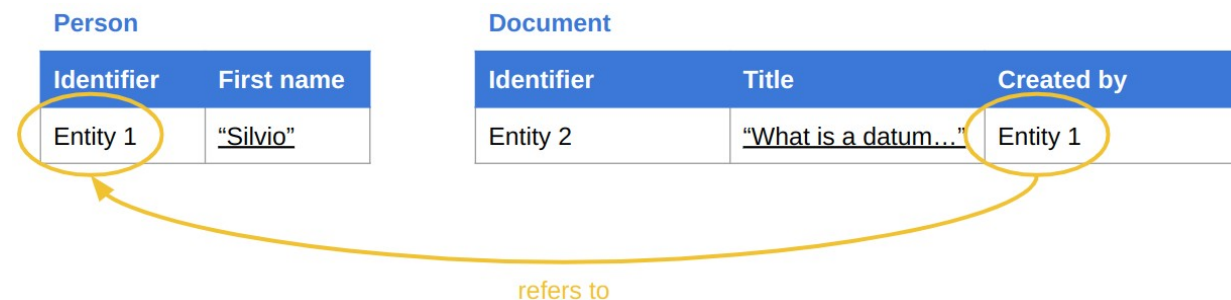 Person
Document
Identifier First name
Identifier Title Created by
Entity 1 “Silvio”
Entity 2 “What is a datum…” Entity 1
refers to